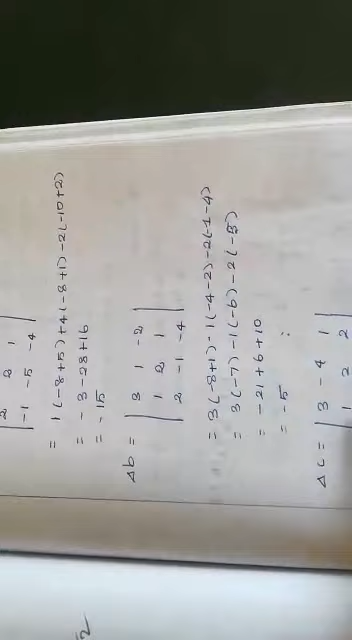 2 2 1
| -1 -5 -4 |
= 1(-8+5)+4(-8+1)-2(-10+2)
= -3-28+16
= -15
Δb = | 3 1 -2 |
| 1 2 1 |
| 2 -1 -4 |
= 3(-8+1)-1(-4-2)-2(-1-4)
= 3(-7)-1(-6)-2(-5)
= -21+6+10
= -5
Δc = | 3 -4 1 |
1 2 2
√2